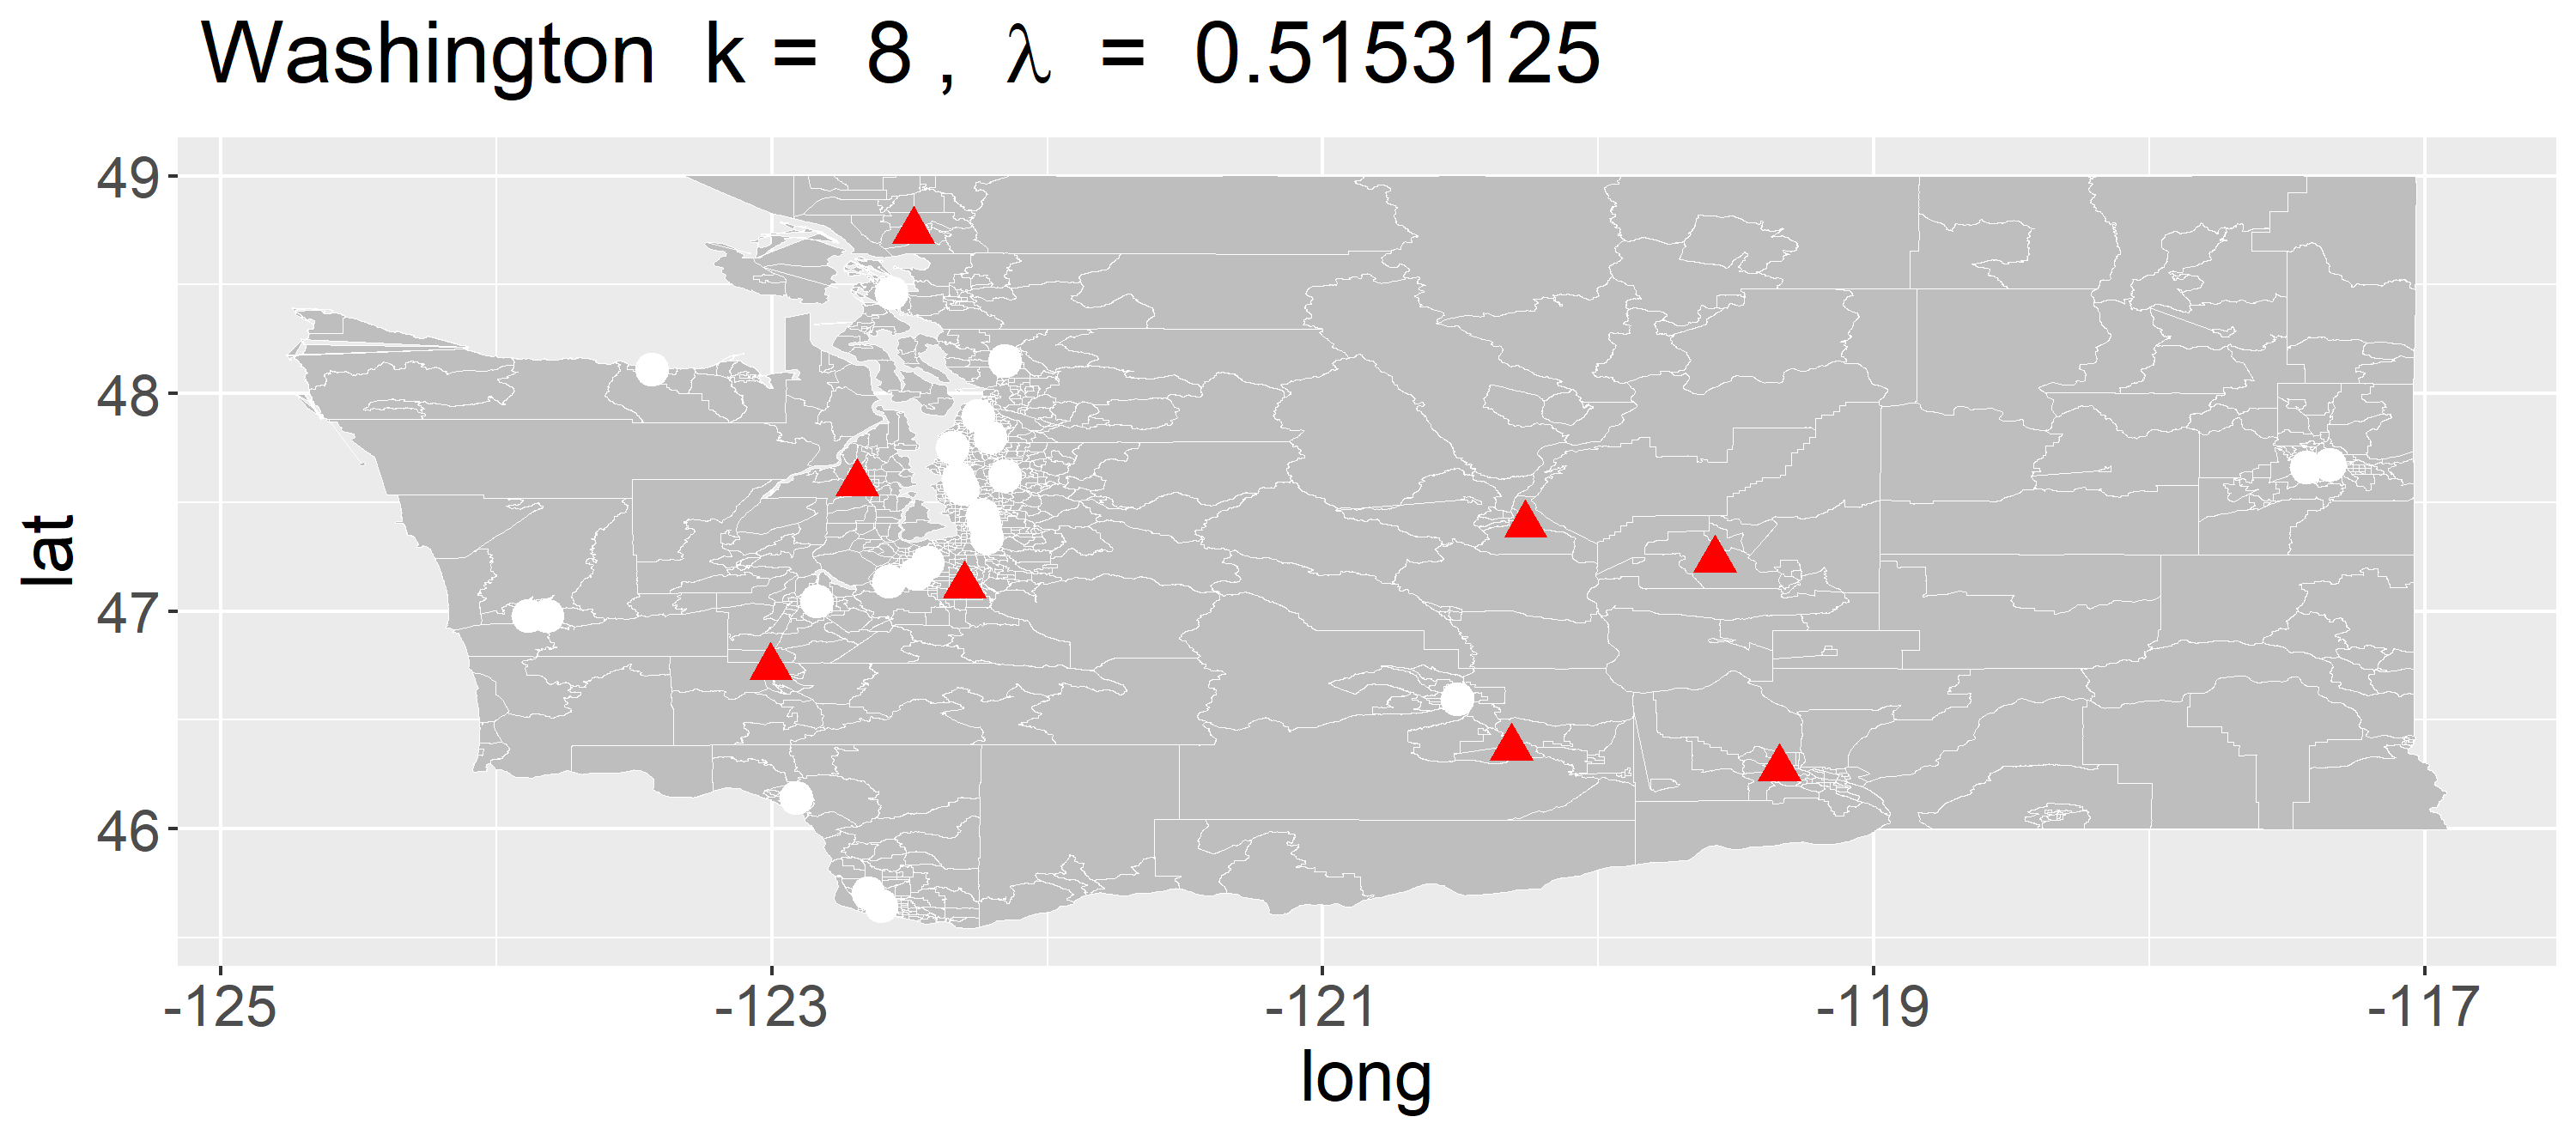 Washington k = 8 , λ = 0.5153125
49
48
47
46
lat
-125 -123 -121 -119 -117
long